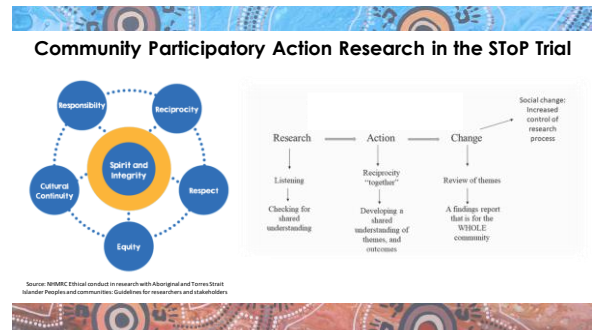 Community Participatory Action Research in the SToP Trial
Responsibilty
Reciprocity
Spirit and
Integrity
Cultural
Continuity
Respect
Equity
Source: NHMRC Ethical conduct in research with Aboriginal and Torres Strait
Islander Peoples and communities: Guidelines for researchers and stakeholders
Social change:
Increased
control of
research
process
Research
Action
Change
Listening
Reciprocity
"together"
Review of themes
Checking for
shared
understanding
Developing a
shared
understanding of
themes, and
outcomes
A findings report
that is for the
WHOLE
community